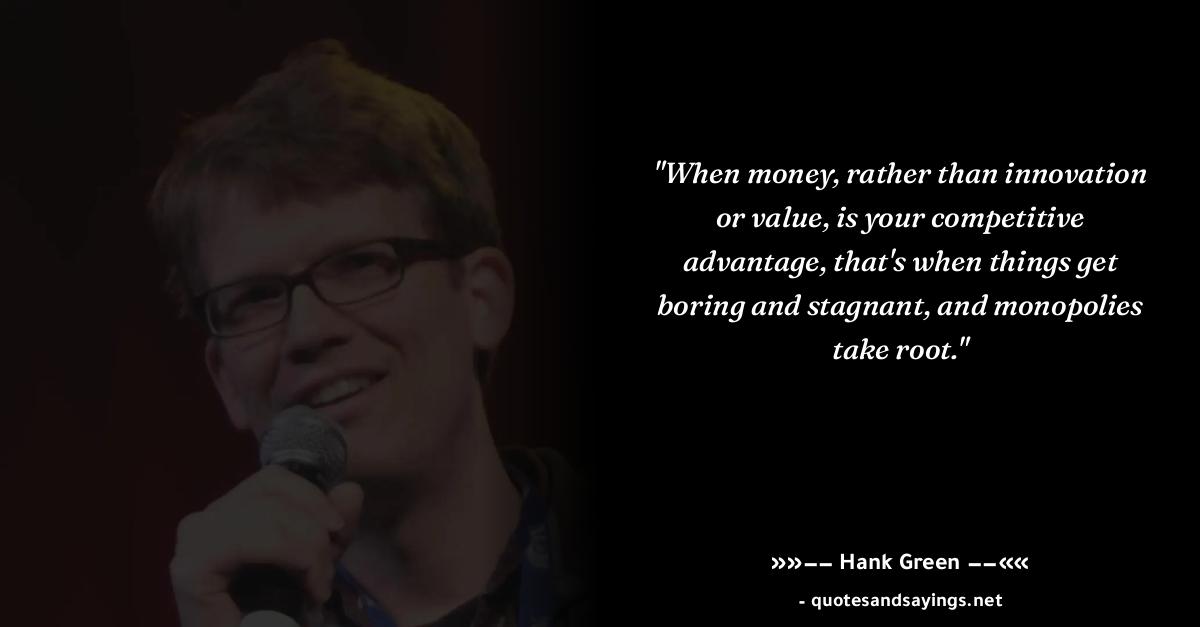 "When money, rather than innovation
or value, is your competitive
advantage, that's when things get
boring and stagnant, and monopolies
take root."
»»–– Hank Green ––««
- quotesandsayings.net